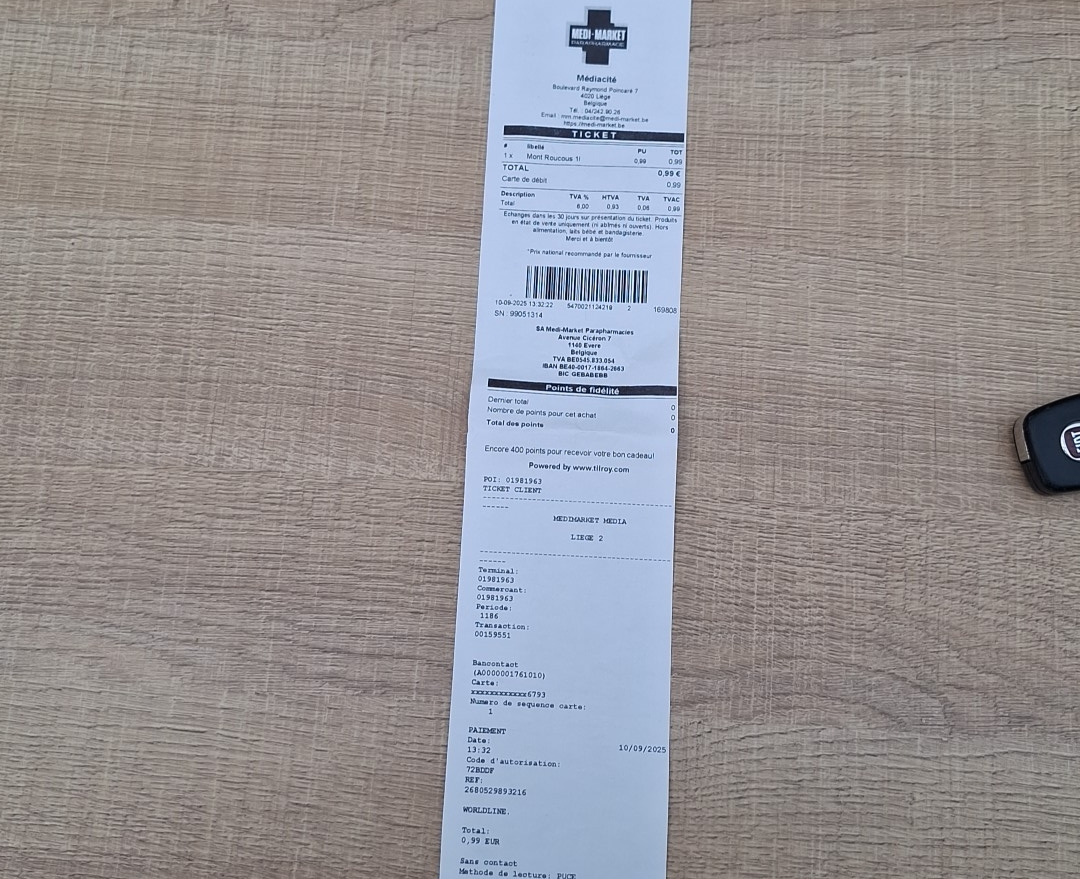 MEDI-MARKET
PARAPHARMACIE
Médiacité
Boulevard Raymond Poincaré 7
4020 Liège
Belgique
Tél. : 04/242.90.28
Email : mm.mediacite@medi-market.be
https://medi-market.be
TICKET
# libellé PU TOT
1 x Mont Roucous 1l 0,99 0,99
TOTAL 0,99 €
Carte de débit 0,99
Description TVA % HTVA TVA TVAC
Total 6,00 0,93 0,06 0,99
Echanges dans les 30 jours sur présentation du ticket. Produits
en état de vente uniquement (ni abîmés ni ouverts). Hors
alimentation, laits bébé et bandagisterie.
Merci et à bientôt
*Prix national recommandé par le fournisseur
10-09-2025 13:32:22 5470021124219 2 169808
SN : 99051314
SA Medi-Market Parapharmacies
Avenue Cicéron 7
1140 Evere
Belgique
TVA BE0545.833.054
IBAN BE40-0017-1864-2663
BIC GEBABEBB
Points de fidélité
Dernier total 0
Nombre de points pour cet achat 0
Total des points 0
Encore 400 points pour recevoir votre bon cadeau!
Powered by www.tilroy.com
POI: 01981963
TICKET CLIENT
MEDIMARKET MEDIA
LIEGE 2
Terminal:
01981963
Commercant:
01981963
Periode:
1186
Transaction:
00159551
Bancontact
(A0000001761010)
Carte:
xxxxxxxxxxxx6793
Numero de sequence carte:
1
PAIEMENT
Date: 10/09/2025
13:32
Code d'autorisation:
72BDDF
REF:
2680529893216
WORLDLINE.
Total:
0,99 EUR
Sans contact
Methode de lecture: PUCE